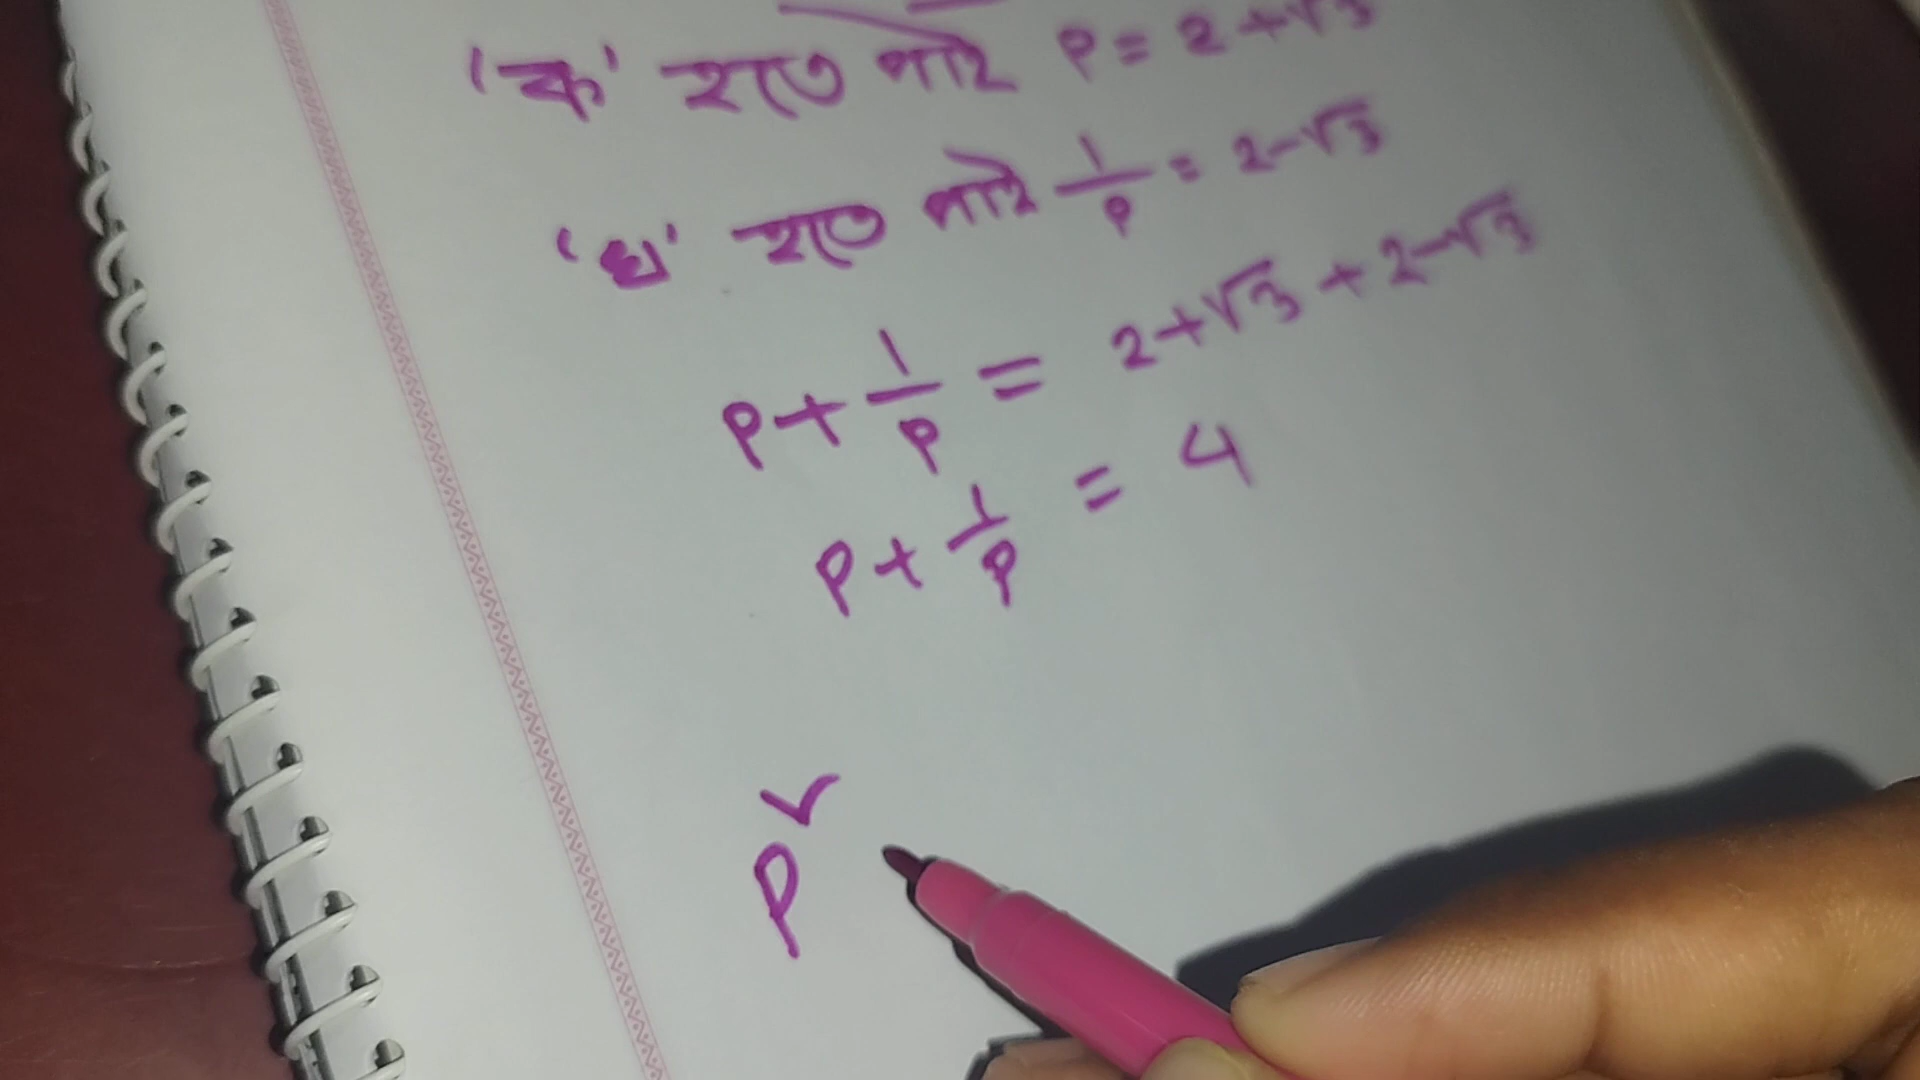 'ক' হতে পাই P = 2+√3
'খ' হতে পাই 1/P = 2-√3
P + 1/P = 2+√3 + 2-√3
P + 1/P = 4
P²